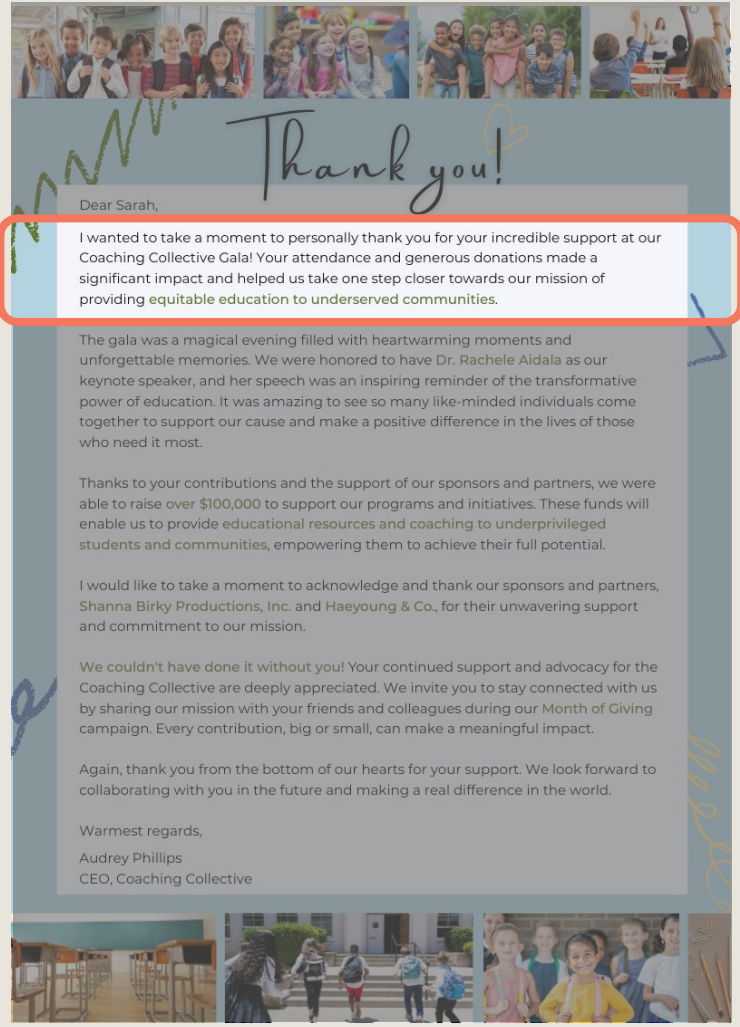 Thank you!
Dear Sarah,
I wanted to take a moment to personally thank you for your incredible support at our
Coaching Collective Gala! Your attendance and generous donations made a
significant impact and helped us take one step closer towards our mission of
providing equitable education to underserved communities.
The gala was a magical evening filled with heartwarming moments and
unforgettable memories. We were honored to have Dr. Rachele Aidala as our
keynote speaker, and her speech was an inspiring reminder of the transformative
power of education. It was amazing to see so many like-minded individuals come
together to support our cause and make a positive difference in the lives of those
who need it most.
Thanks to your contributions and the support of our sponsors and partners, we were
able to raise over $100,000 to support our programs and initiatives. These funds will
enable us to provide educational resources and coaching to underprivileged
students and communities, empowering them to achieve their full potential.
I would like to take a moment to acknowledge and thank our sponsors and partners,
Shanna Birky Productions, Inc. and Haeyoung & Co., for their unwavering support
and commitment to our mission.
We couldn't have done it without you! Your continued support and advocacy for the
Coaching Collective are deeply appreciated. We invite you to stay connected with us
by sharing our mission with your friends and colleagues during our Month of Giving
campaign. Every contribution, big or small, can make a meaningful impact.
Again, thank you from the bottom of our hearts for your support. We look forward to
collaborating with you in the future and making a real difference in the world.
Warmest regards,
Audrey Phillips
CEO, Coaching Collective